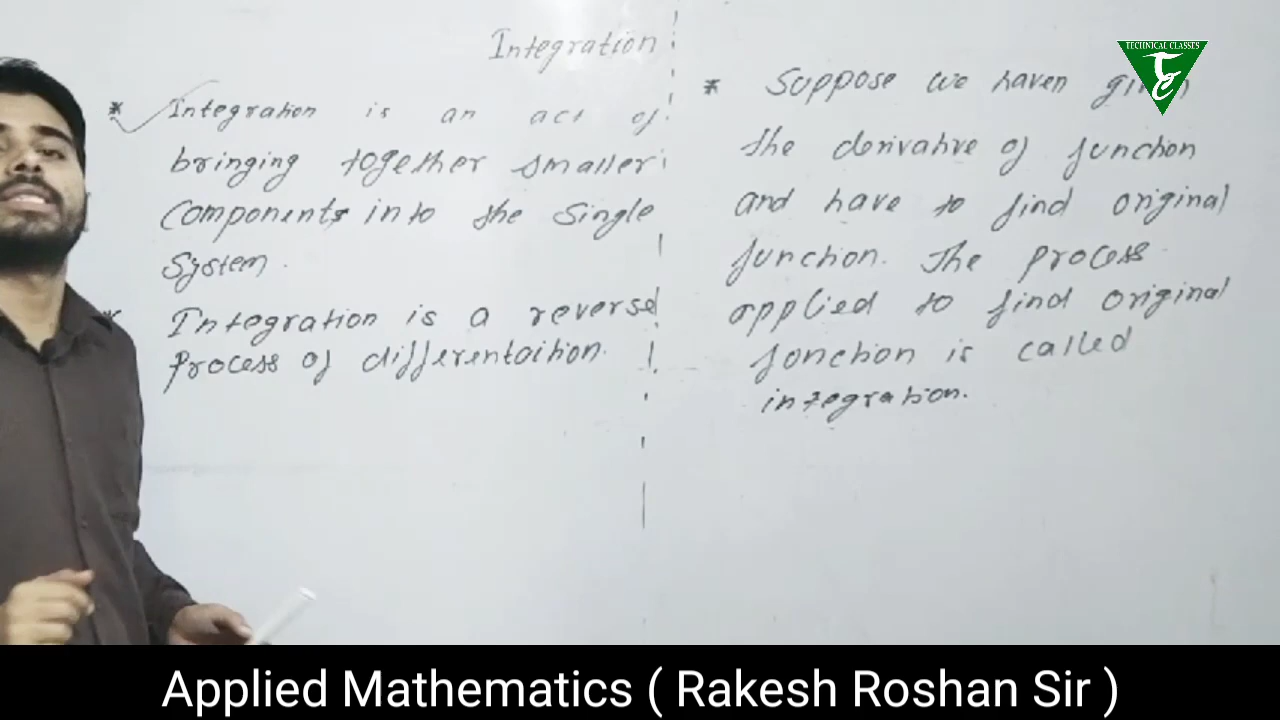 Integration
* Integration is an act of
bringing together smaller
Components into the Single
System.
* Integration is a reverse
process of differentaoition.
* Suppose we haven given
the derivative of function
and have to find original
function. The process
applied to find original
function is called
integration.
TECHNICAL CLASSES
Applied Mathematics ( Rakesh Roshan Sir )